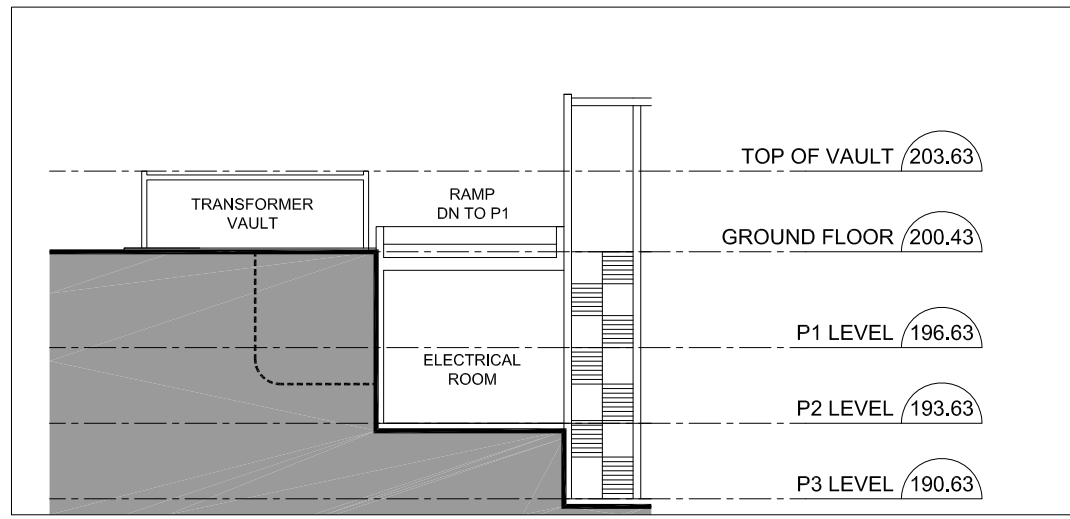 TOP OF VAULT 203.63
TRANSFORMER
VAULT
RAMP
DN TO P1
GROUND FLOOR 200.43
P1 LEVEL 196.63
ELECTRICAL
ROOM
P2 LEVEL 193.63
P3 LEVEL 190.63